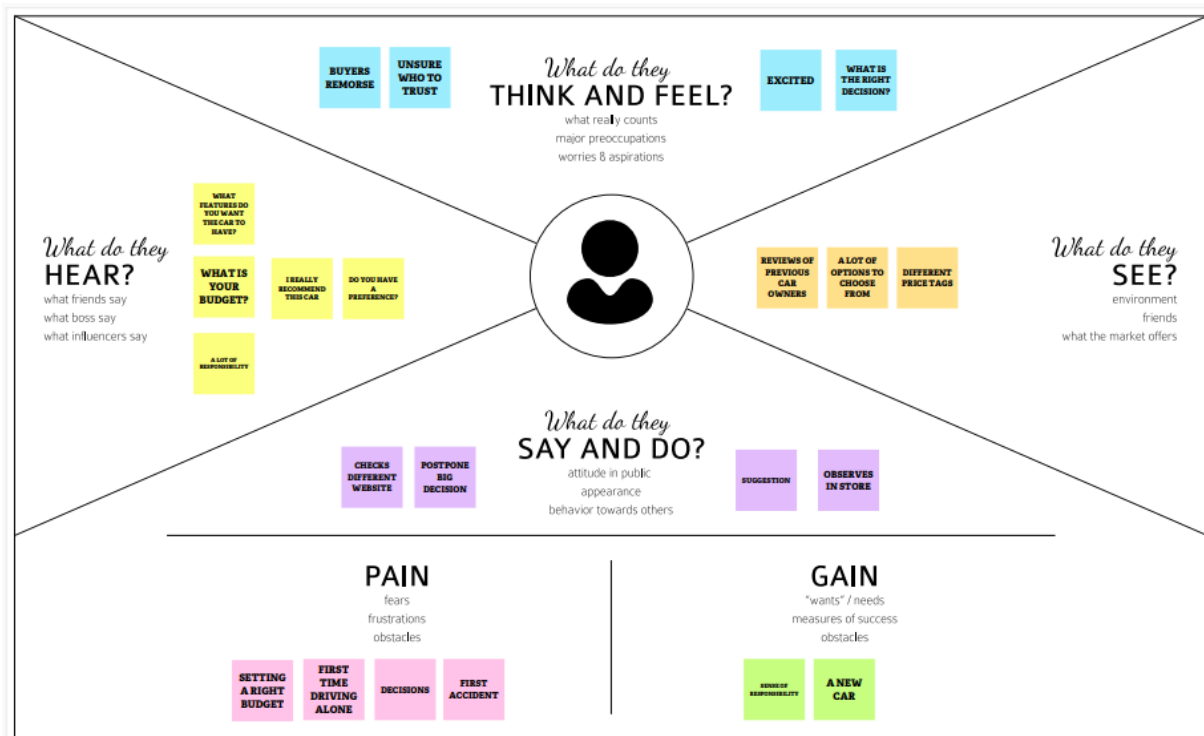 BUYERS
REMORSE
UNSURE
WHO TO
TRUST
What do they
THINK AND FEEL?
what really counts
major preoccupations
worries & aspirations
EXCITED
WHAT IS
THE RIGHT
DECISION?
What do they
HEAR?
what friends say
what boss say
what influencers say
WHAT
FEATURES DO
YOU WANT
THE CAR TO
HAVE?
WHAT IS
YOUR
BUDGET?
I REALLY
RECOMMEND
THIS CAR
DO YOU HAVE
A
PREFERENCE?
A LOT OF
RESPONSIBILITY
REVIEWS OF
PREVIOUS
CAR
OWNERS
A LOT OF
OPTIONS TO
CHOOSE
FROM
DIFFERENT
PRICE TAGS
What do they
SEE?
environment
friends
what the market offers
What do they
SAY AND DO?
attitude in public
appearance
behavior towards others
CHECKS
DIFFERENT
WEBSITE
POSTPONE
BIG
DECISION
SUGGESTION
OBSERVES
IN STORE
PAIN
fears
frustrations
obstacles
SETTING
A RIGHT
BUDGET
FIRST
TIME
DRIVING
ALONE
DECISIONS
FIRST
ACCIDENT
GAIN
"wants" / needs
measures of success
obstacles
SENSE OF
RESPONSIBILITY
A NEW
CAR